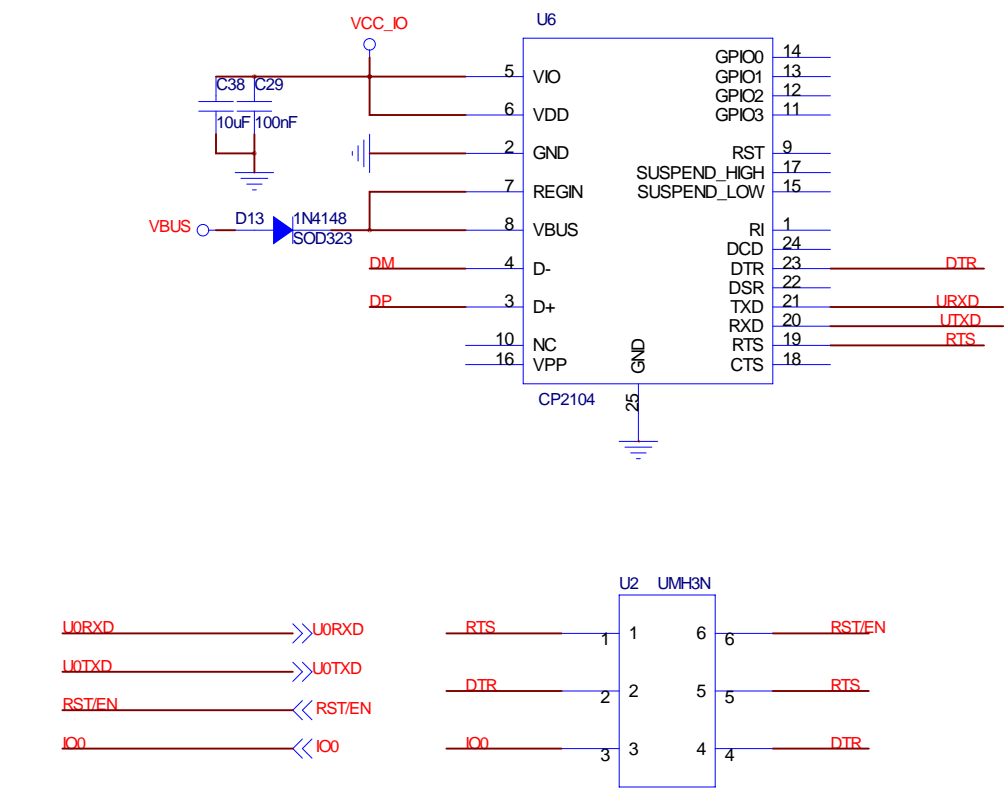 VCC_IO
U6
C38 C29
10uF 100nF
VBUS
D13 1N4148
SOD323
DM
DP
5 VIO
6 VDD
2 GND
7 REGIN
8 VBUS
4 D-
3 D+
10 NC
16 VPP
GND
25
CP2104
GPIO0 14
GPIO1 13
GPIO2 12
GPIO3 11
RST 9
SUSPEND_HIGH 17
SUSPEND_LOW 15
RI 1
DCD 24
DTR 23 DTR
DSR 22
TXD 21 URXD
RXD 20 UTXD
RTS 19 RTS
CTS 18
U0RXD U0RXD
U0TXD U0TXD
RST/EN RST/EN
IO0 IO0
U2 UMH3N
RTS 1 1 6 6 RST/EN
DTR 2 2 5 5 RTS
IO0 3 3 4 4 DTR